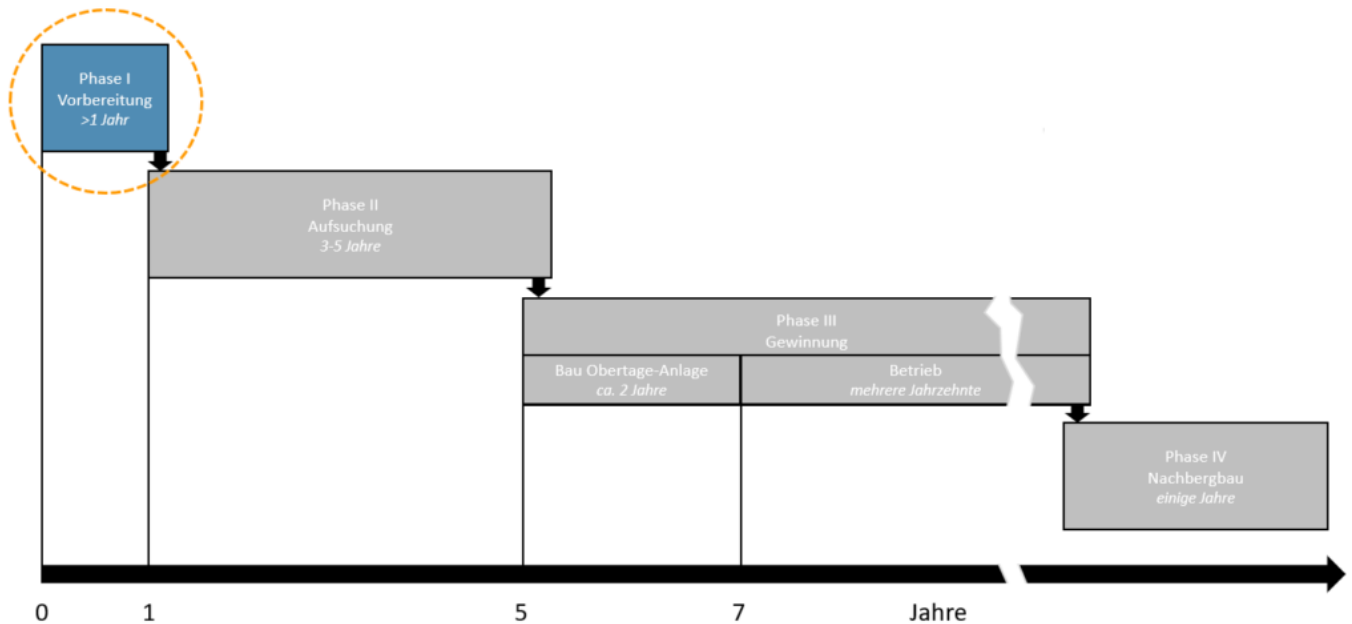 Phase I
Vorbereitung
>1 Jahr
Phase II
Aufsuchung
3-5 Jahre
Phase III
Gewinnung
Bau Obertage-Anlage
ca. 2 Jahre
Betrieb
mehrere Jahrzehnte
Phase IV
Nachbergbau
einige Jahre
0 1 5 7 Jahre